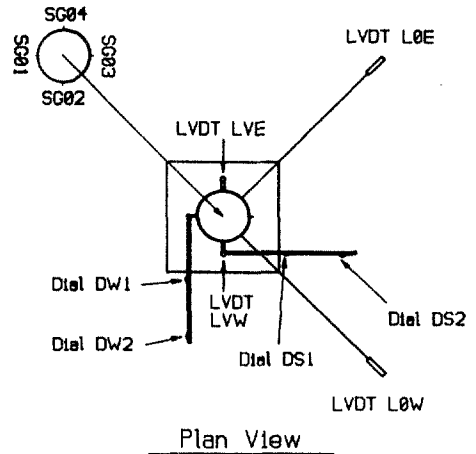 SG04
SG01
SG03
SG02
LVDT L0E
LVDT LVE
Dial DW1
LVDT
LVW
Dial DS2
Dial DW2
Dial DS1
LVDT L0W
Plan View